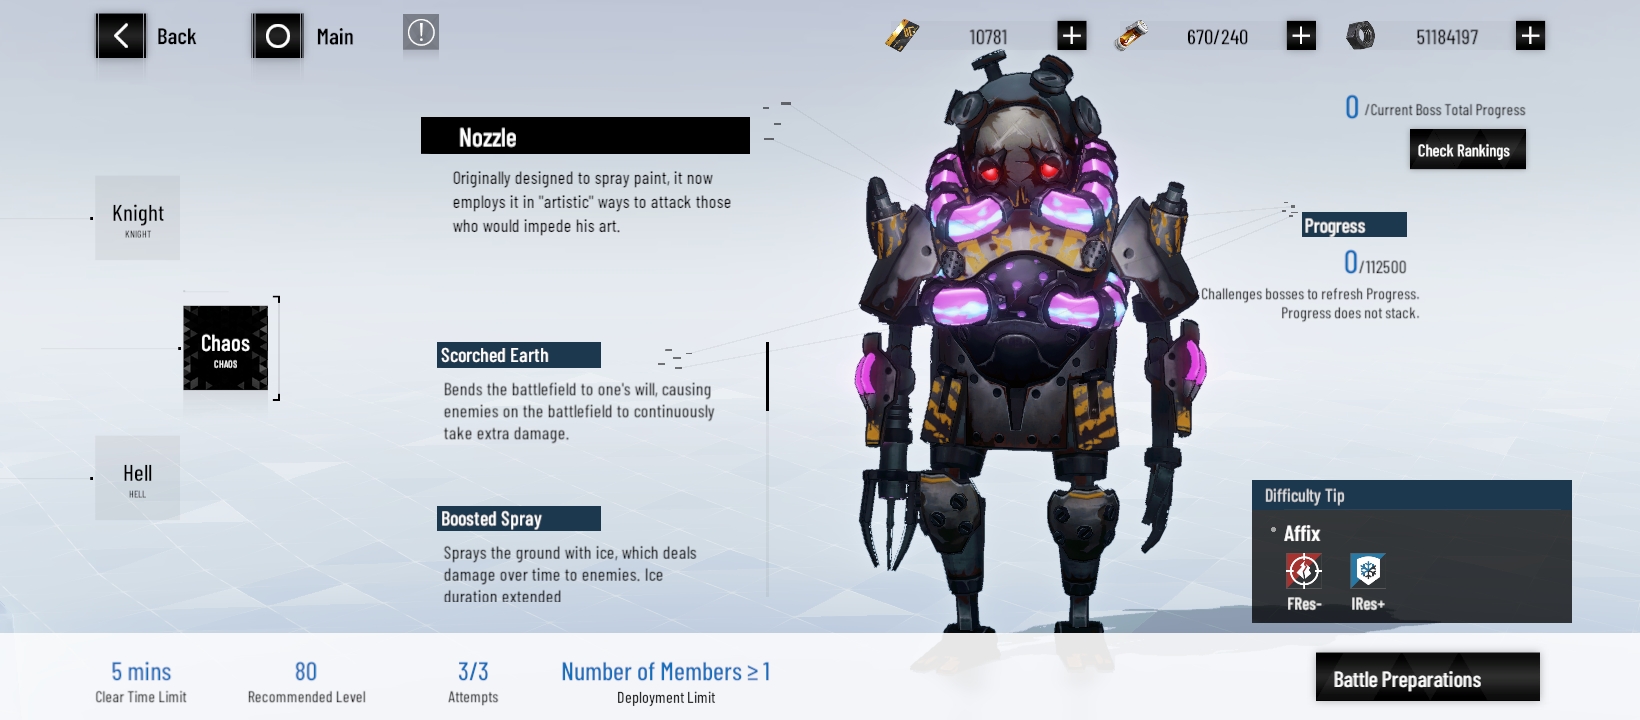 Back
Main
10781
670/240
51184197
0 /Current Boss Total Progress
Check Rankings
Nozzle
Originally designed to spray paint, it now
employs it in "artistic" ways to attack those
who would impede his art.
Knight
KNIGHT
Chaos
CHAOS
Hell
HELL
Progress
0/112500
Challenges bosses to refresh Progress.
Progress does not stack.
Scorched Earth
Bends the battlefield to one's will, causing
enemies on the battlefield to continuously
take extra damage.
Boosted Spray
Sprays the ground with ice, which deals
damage over time to enemies. Ice
duration extended
Difficulty Tip
Affix
FRes-
IRes+
5 mins
Clear Time Limit
80
Recommended Level
3/3
Attempts
Number of Members ≥ 1
Deployment Limit
Battle Preparations